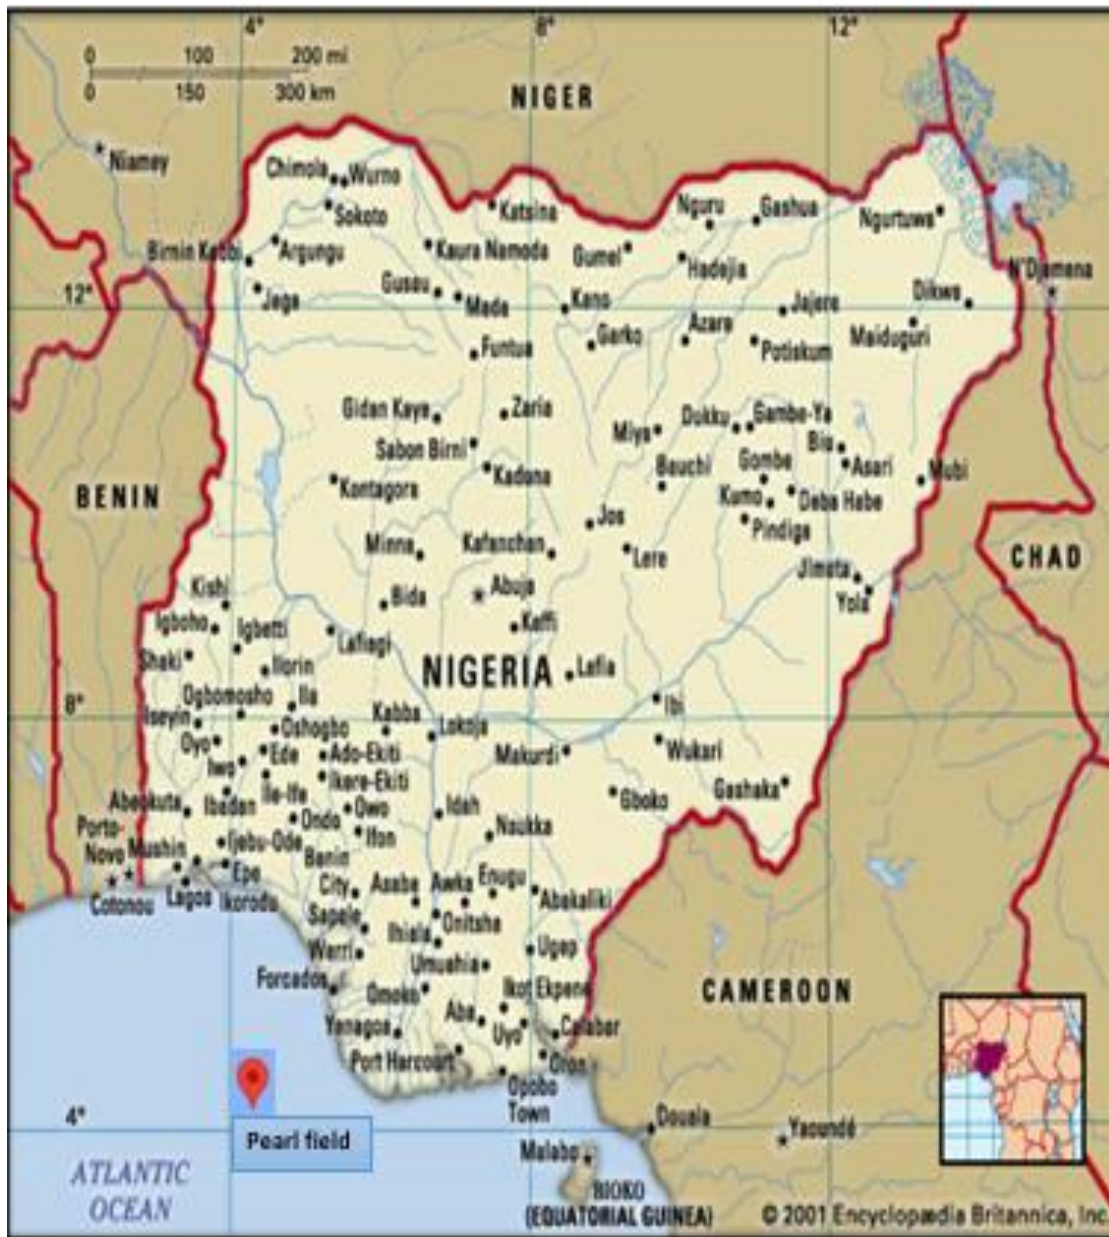 4° 8° 12°
0 100 200 mi
0 150 300 km
NIGER
Niamey
Chimola Wurno
Sokoto
Katsina
Nguru Gashua
Ngurtuwa
Birnin Kebbi Argungu
Kaura Namoda
Gumel
Hadejia
N'Djamena
12°
Jega
Gusau
Mada
Kano
Jajere
Dikwa
Garko
Azare
Maiduguri
Funtua
Potiskum
Gidan Kaya
Zaria
Miya
Dukku Gambe-Ya
Sabon Birni
Biu
BENIN
Kontagora
Kadana
Bauchi
Gombe
Asari
Mubi
Kumo
Daba Habe
Jos
Pindiga
CHAD
Minna
Kafanchan
Lere
Jimeta
Kishi
Bida
Abuja
Yola
Igboho
Igbetti
Lafiagi
Keffi
Shaki
Ilorin
NIGERIA
Lafia
Ogbomosho Ila
8°
Iseyin
Oshogbo
Kabba
Lokoja
Ibi
Oyo
Ede
Ado-Ekiti
Makurdi
Wukari
Iwo
Ikere-Ekiti
Abeokuta
Ibadan
Ile-Ife
Owo
Idah
Gboko
Gashaka
Porto-
Novo
Mushin
Ijebu-Ode
Ondo
Ifon
Nsukka
Benin
City
Epe
Asaba
Awka
Enugu
Abakaliki
Cotonou
Lagos
Ikorodu
Sapele
Onitsha
Ihiala
Warri
Ugep
Umuahia
Forcados
Omoko
Ikot Ekpene
CAMEROON
Yenagoa
Aba
Uyo
Calabar
Port Harcourt
Oron
Opobo
Town
4°
Pearl field
Douala
Yaoundé
Malabo
ATLANTIC
OCEAN
BIOKO
(EQUATORIAL GUINEA)
© 2001 Encyclopædia Britannica, Inc.